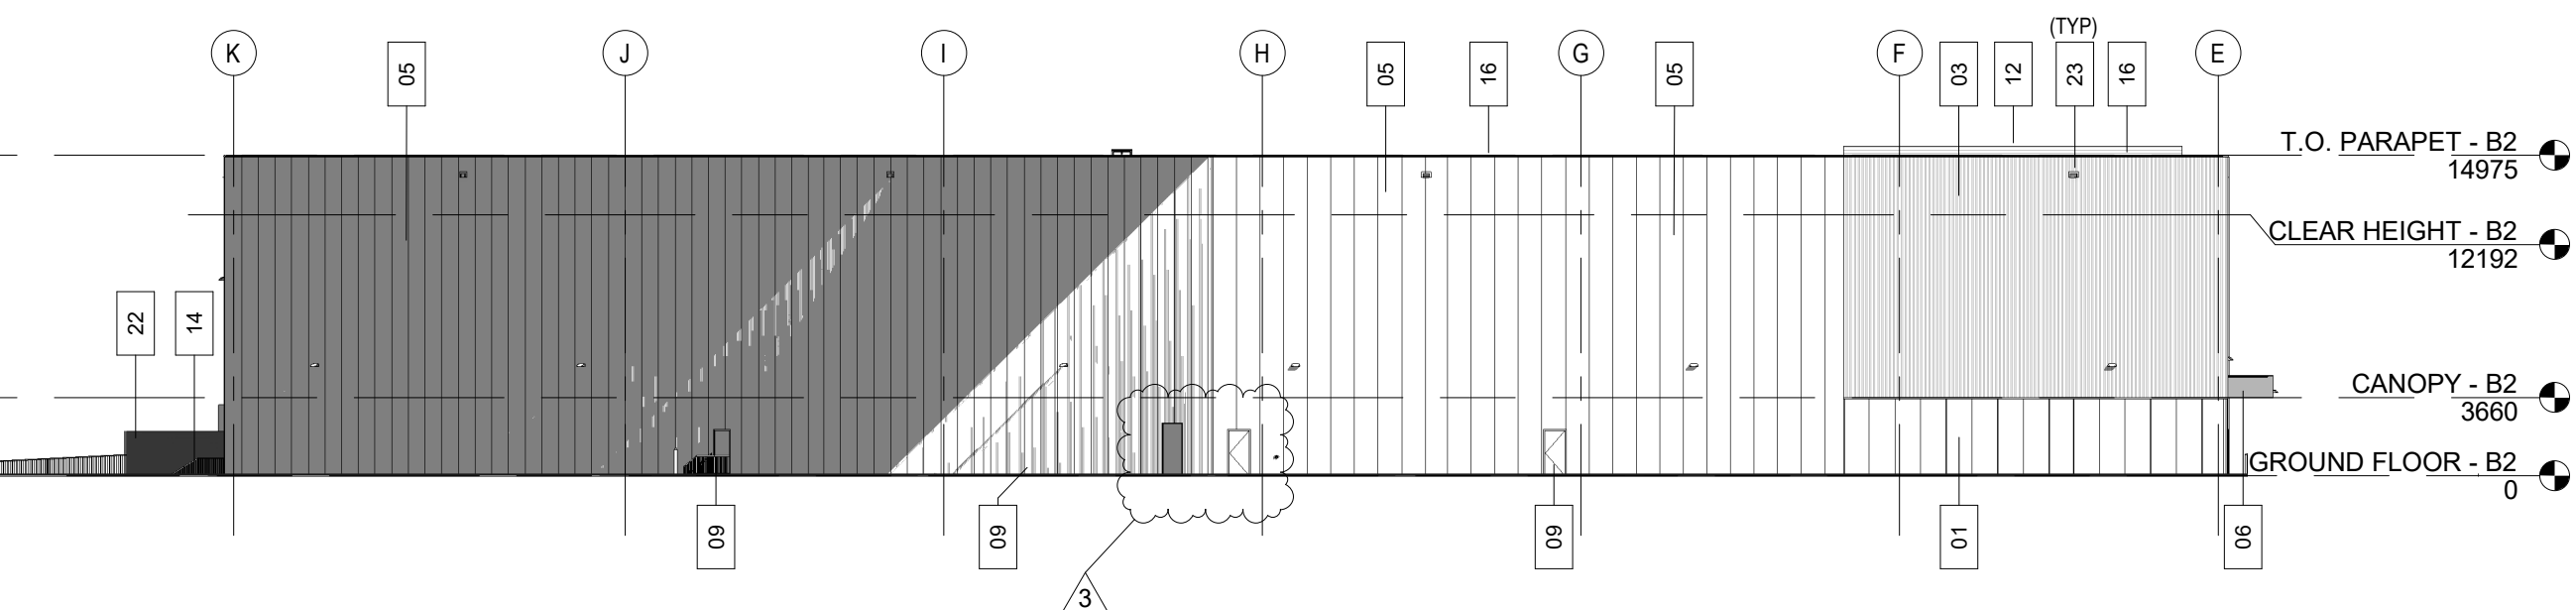 (TYP)
K
J
I
H
G
F
E
05
05
16
05
03
12
23
16
T.O. PARAPET - B2
14975
CLEAR HEIGHT - B2
12192
22
14
CANOPY - B2
3660
GROUND FLOOR - B2
0
09
09
09
01
06
3